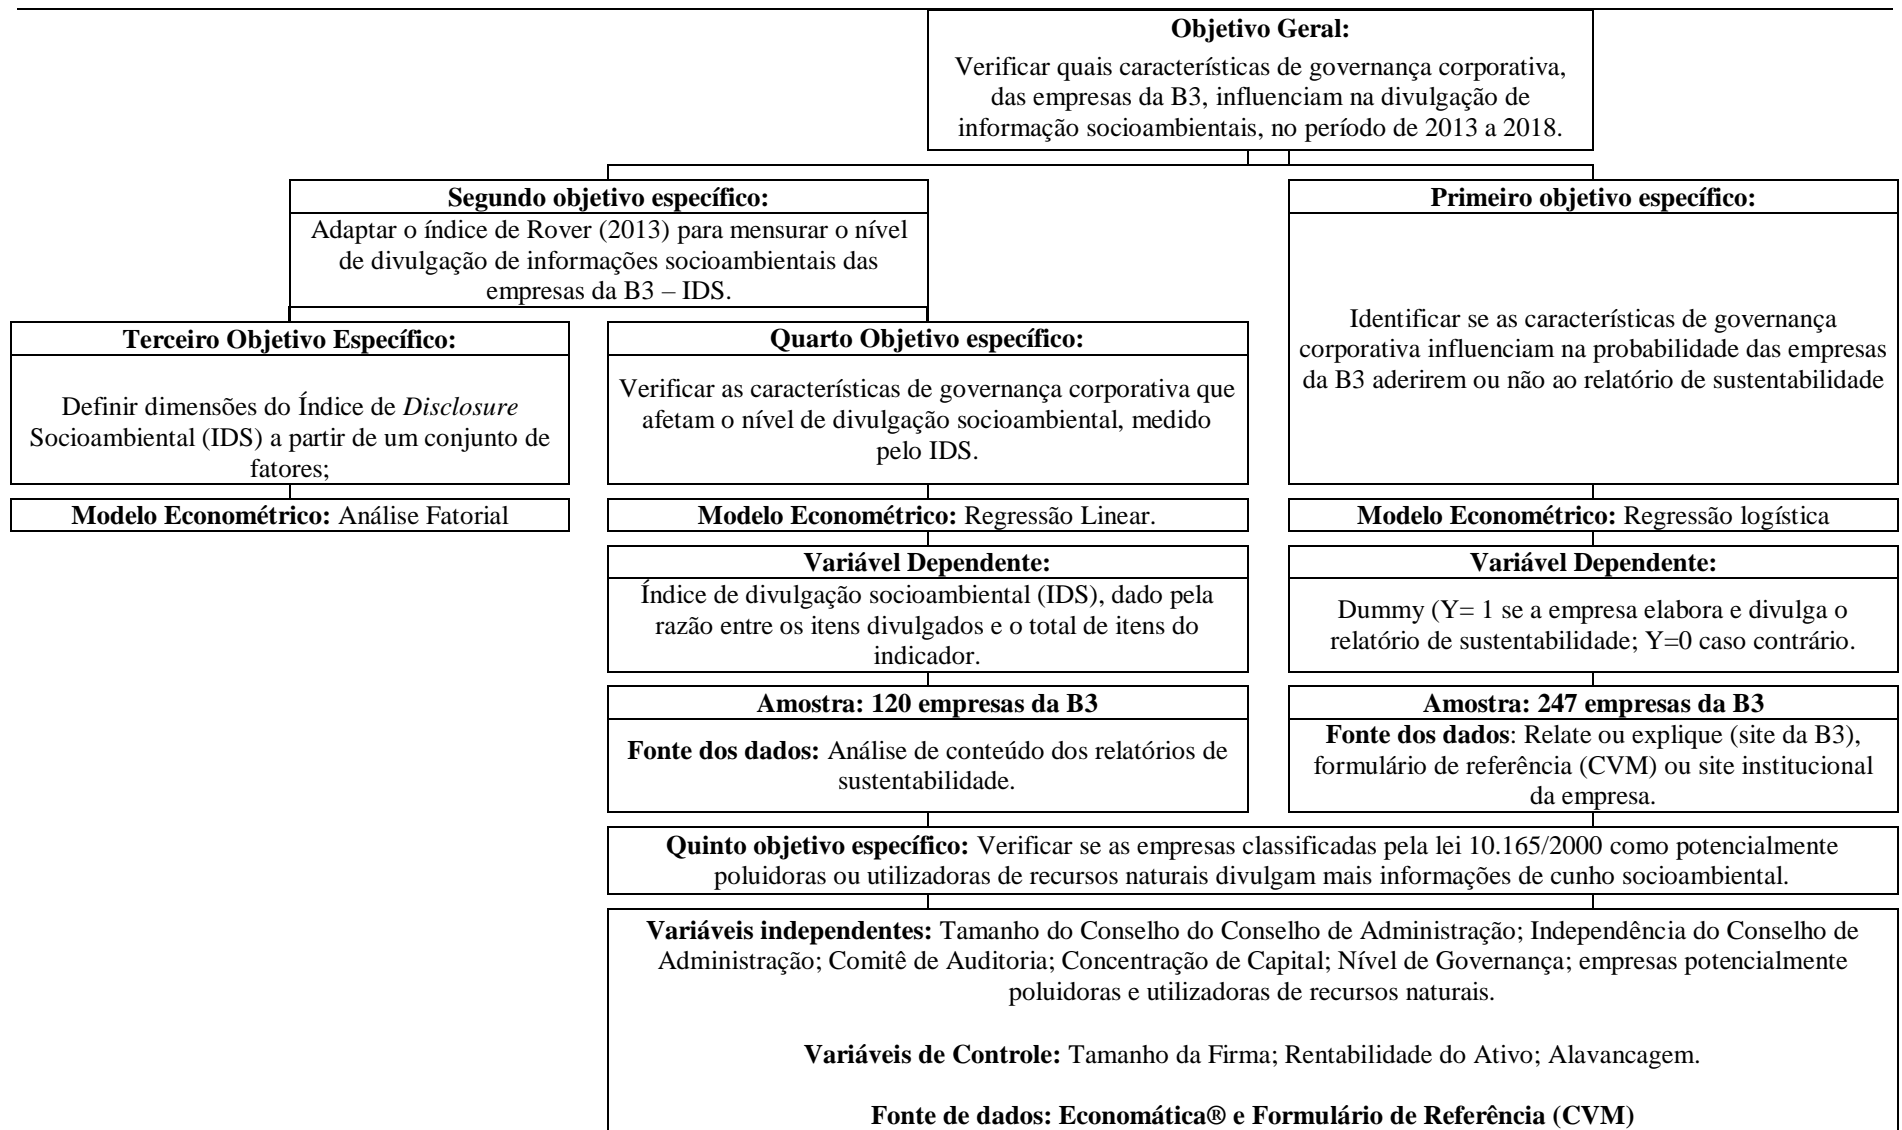 Objetivo Geral:
Verificar quais características de governança corporativa,
das empresas da B3, influenciam na divulgação de
informação socioambientais, no período de 2013 a 2018.
Segundo objetivo específico:
Adaptar o índice de Rover (2013) para mensurar o nível
de divulgação de informações socioambientais das
empresas da B3 – IDS.
Primeiro objetivo específico:
Identificar se as características de governança
corporativa influenciam na probabilidade das empresas
da B3 aderirem ou não ao relatório de sustentabilidade
Terceiro Objetivo Específico:
Definir dimensões do Índice de Disclosure
Socioambiental (IDS) a partir de um conjunto de
fatores;
Quarto Objetivo específico:
Verificar as características de governança corporativa que
afetam o nível de divulgação socioambiental, medido
pelo IDS.
Modelo Econométrico: Análise Fatorial
Modelo Econométrico: Regressão Linear.
Modelo Econométrico: Regressão logística
Variável Dependente:
Índice de divulgação socioambiental (IDS), dado pela
razão entre os itens divulgados e o total de itens do
indicador.
Variável Dependente:
Dummy (Y= 1 se a empresa elabora e divulga o
relatório de sustentabilidade; Y=0 caso contrário.
Amostra: 120 empresas da B3
Fonte dos dados: Análise de conteúdo dos relatórios de
sustentabilidade.
Amostra: 247 empresas da B3
Fonte dos dados: Relate ou explique (site da B3),
formulário de referência (CVM) ou site institucional
da empresa.
Quinto objetivo específico: Verificar se as empresas classificadas pela lei 10.165/2000 como potencialmente
poluidoras ou utilizadoras de recursos naturais divulgam mais informações de cunho socioambiental.
Variáveis independentes: Tamanho do Conselho do Conselho de Administração; Independência do Conselho de
Administração; Comitê de Auditoria; Concentração de Capital; Nível de Governança; empresas potencialmente
poluidoras e utilizadoras de recursos naturais.
Variáveis de Controle: Tamanho da Firma; Rentabilidade do Ativo; Alavancagem.
Fonte de dados: Economática® e Formulário de Referência (CVM)